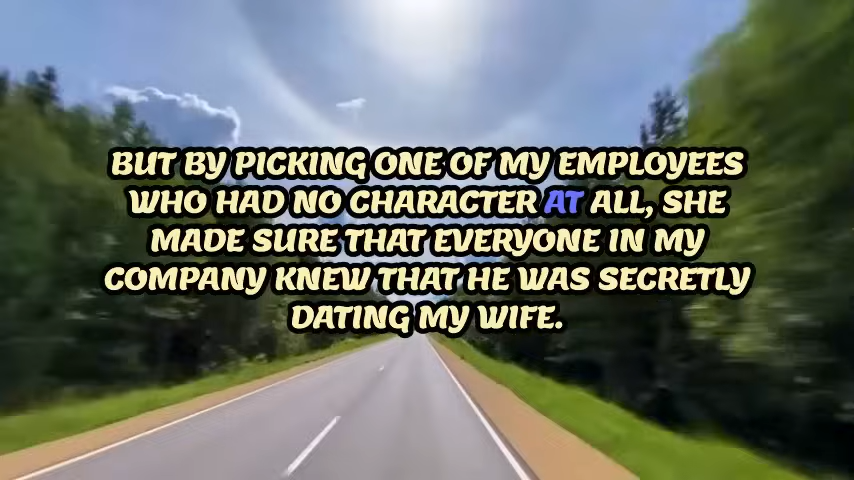 BUT BY PICKING ONE OF MY EMPLOYEES
WHO HAD NO CHARACTER AT ALL, SHE
MADE SURE THAT EVERYONE IN MY
COMPANY KNEW THAT HE WAS SECRETLY
DATING MY WIFE.